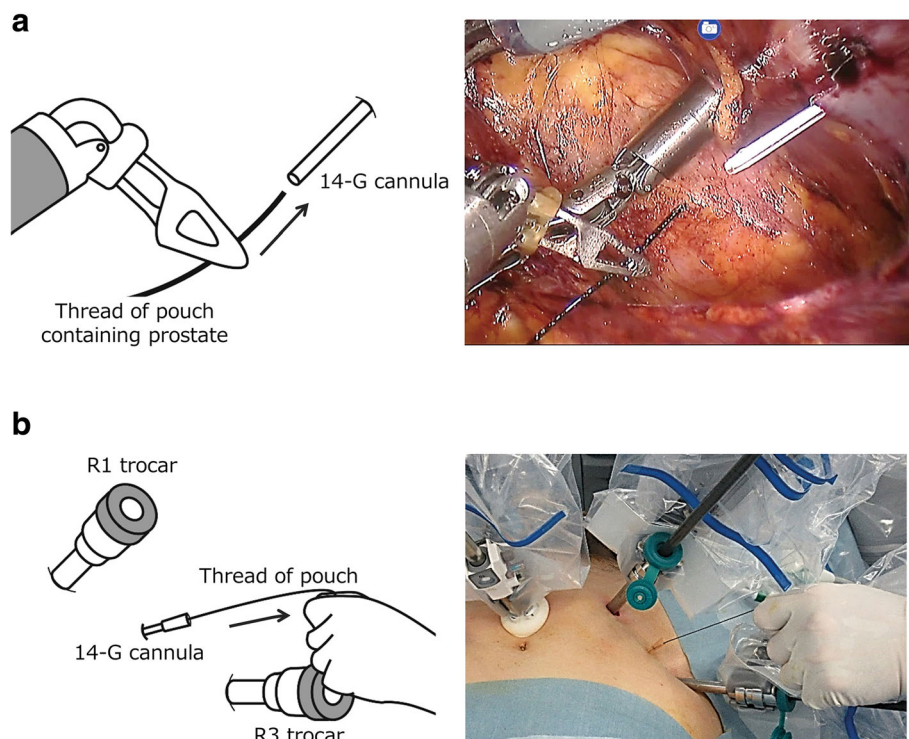 a
14-G cannula
Thread of pouch
containing prostate
b
R1 trocar
Thread of pouch
14-G cannula
R3 trocar